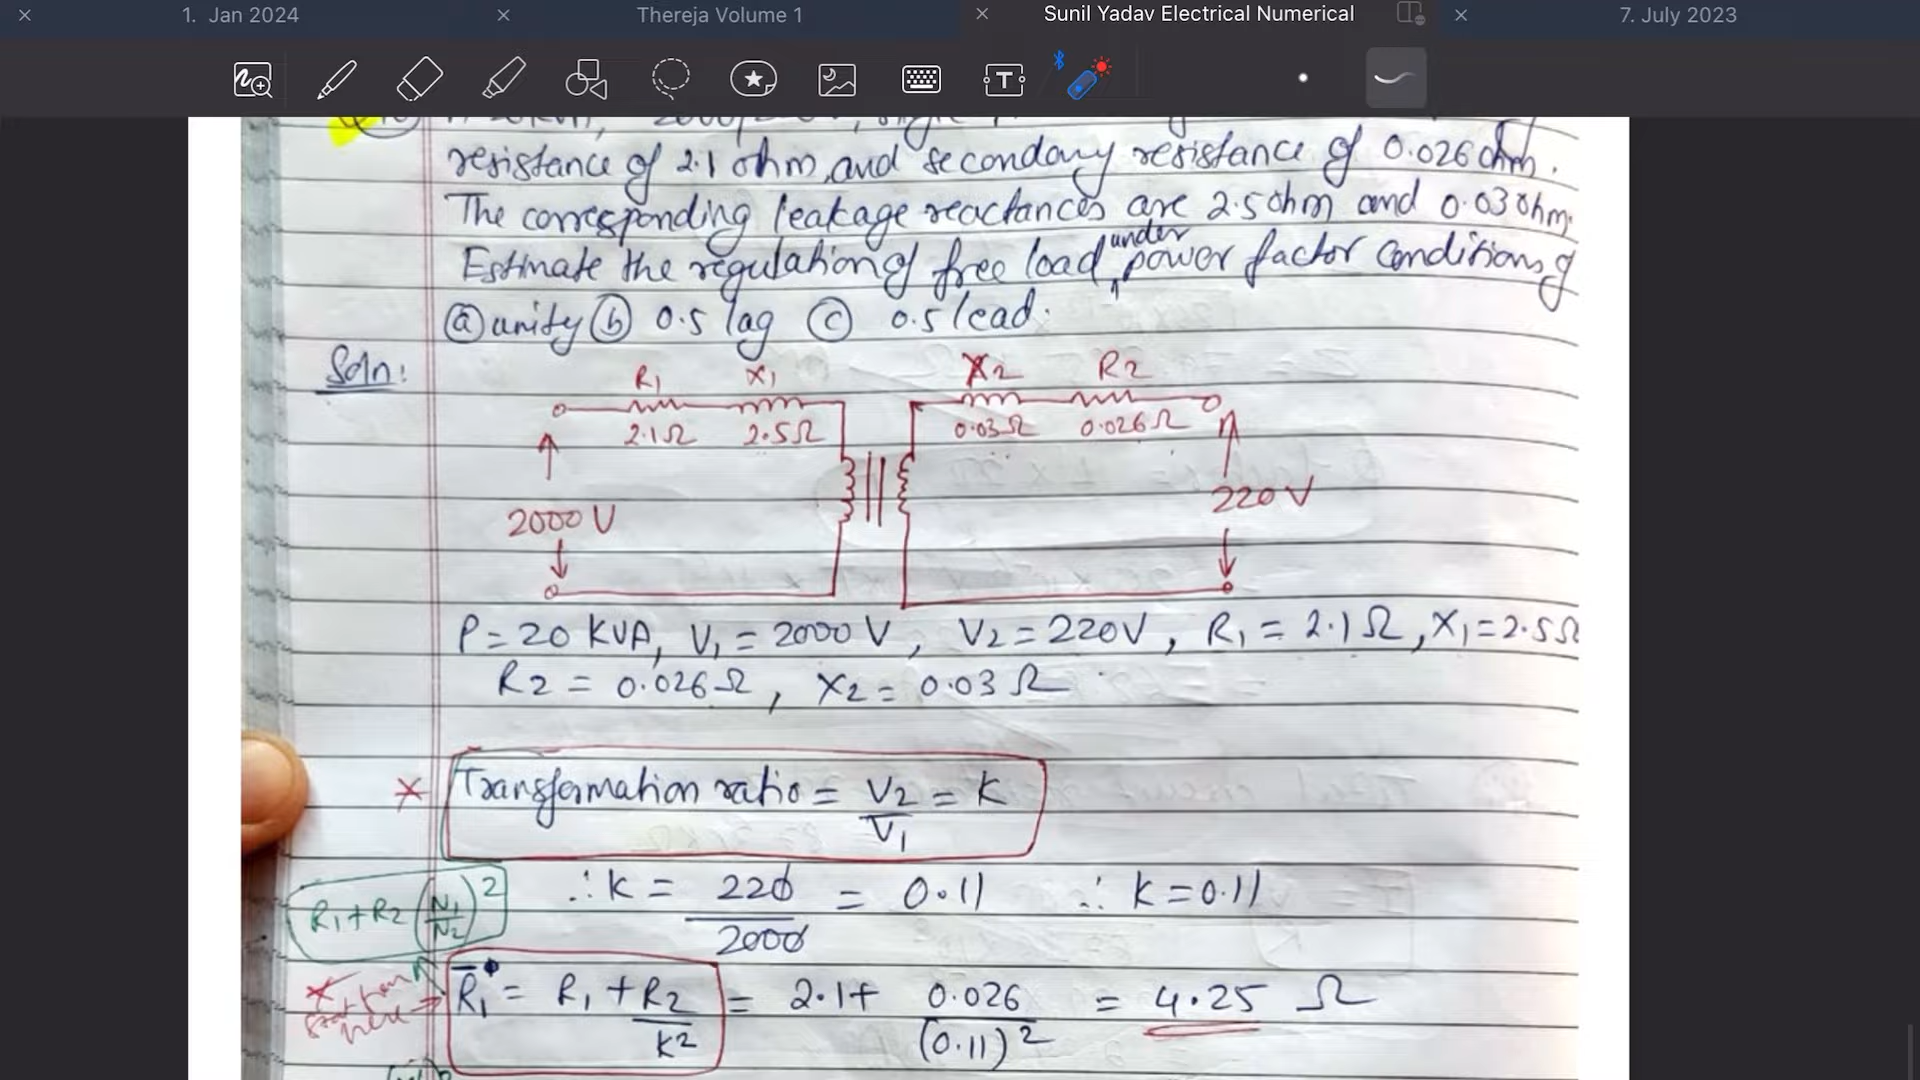 1. Jan 2024
Thereja Volume 1
Sunil Yadav Electrical Numerical
7. July 2023
resistance of 2.1 ohm, and secondary resistance of 0.026 ohm.
The corresponding leakage reactances are 2.5 ohm and 0.03 ohm.
Estimate the regulation of free load under power factor conditions of
(a) unity (b) 0.5 lag (c) 0.5 lead.
Soln:
R1 X1 X2 R2
2.1Ω 2.5Ω 0.03Ω 0.026Ω
2000 V 220 V
P = 20 KVA, V1 = 2000 V, V2 = 220V, R1 = 2.1Ω, X1 = 2.5Ω
R2 = 0.026Ω, X2 = 0.03 Ω
Transformation ratio = V2/V1 = K
R1+R2 (N1/N2)2
∴ K = 220/2000 = 0.11 ∴ K = 0.11
here
R1 = R1 + R2/K2 = 2.1+ 0.026/(0.11)2 = 4.25 Ω